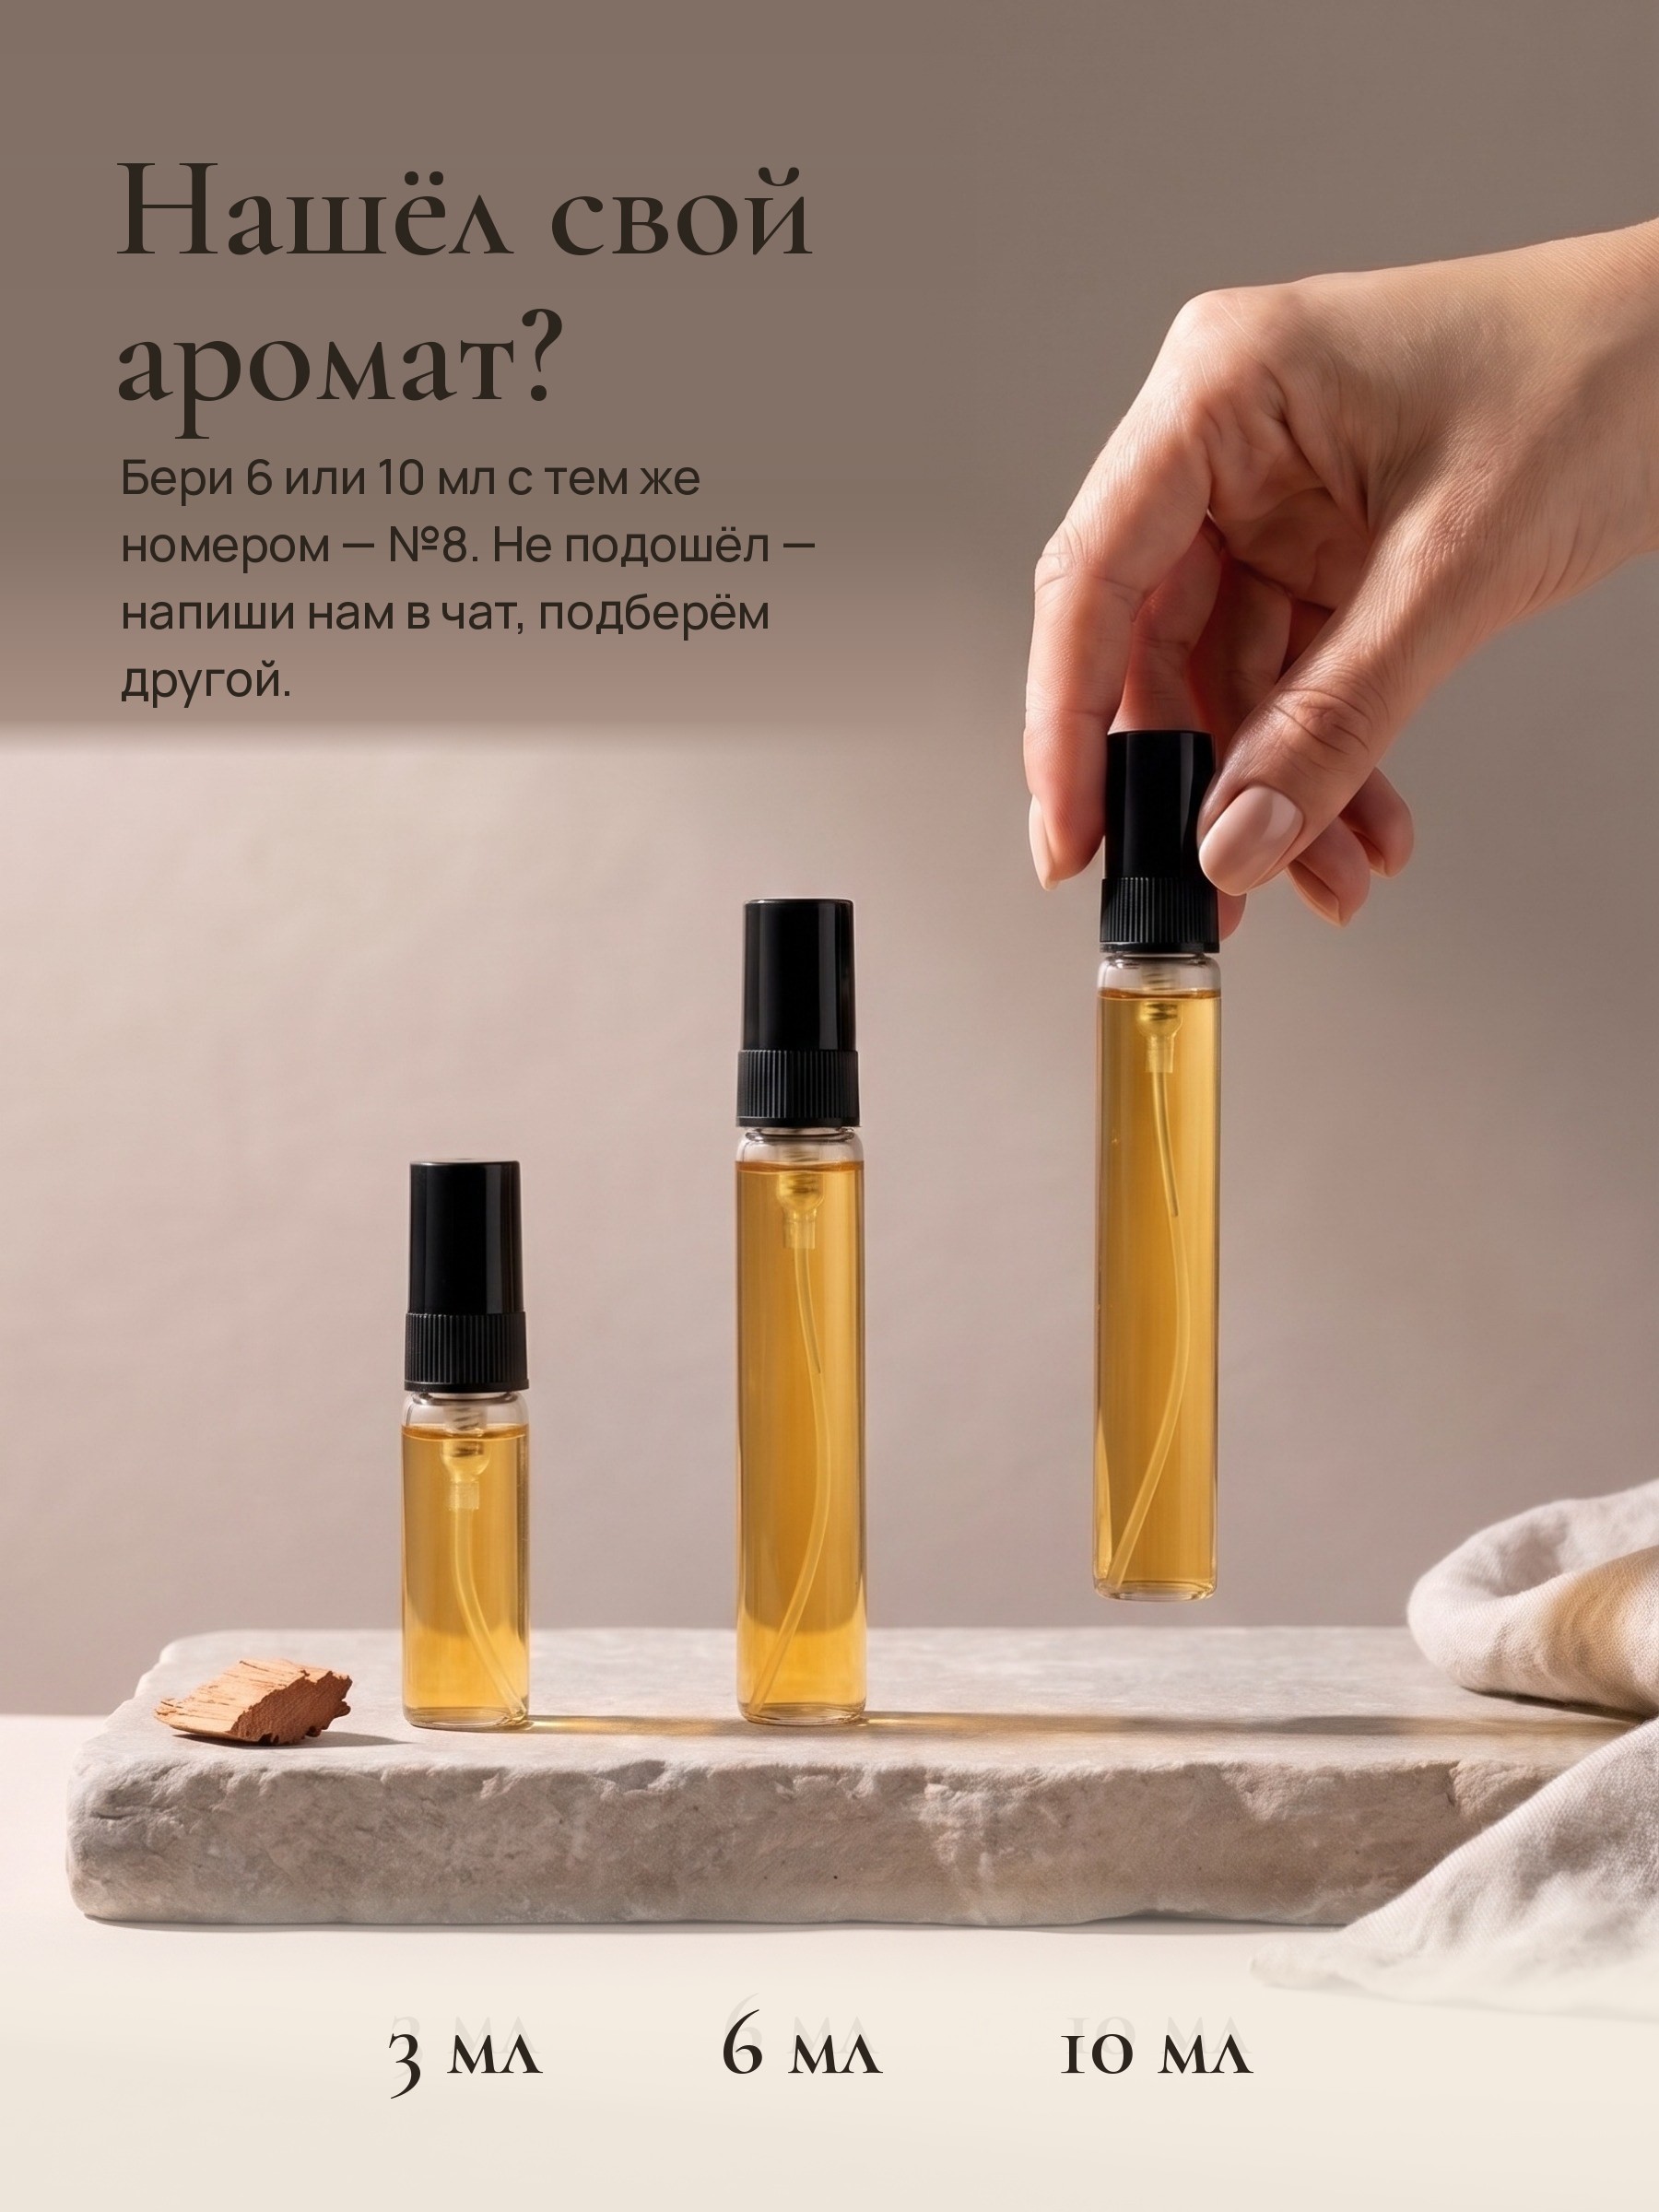 Нашёл свой
аромат?
Бери 6 или 10 мл с тем же
номером — №8. Не подошёл —
напиши нам в чат, подберём
другой.
3 мл 6 мл 10 мл